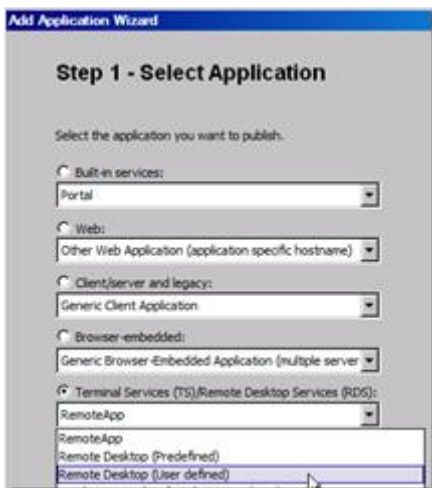 Add Application Wizard
Step 1 - Select Application
Select the application you want to publish.
Built-in services:
Portal
Web:
Other Web Application (application specific hostname)
Client/server and legacy:
Generic Client Application
Browser-embedded:
Generic Browser-Embedded Application (multiple server
Terminal Services (TS)/Remote Desktop Services (RDS):
RemoteApp
RemoteApp
Remote Desktop (Predefined)
Remote Desktop (User defined)